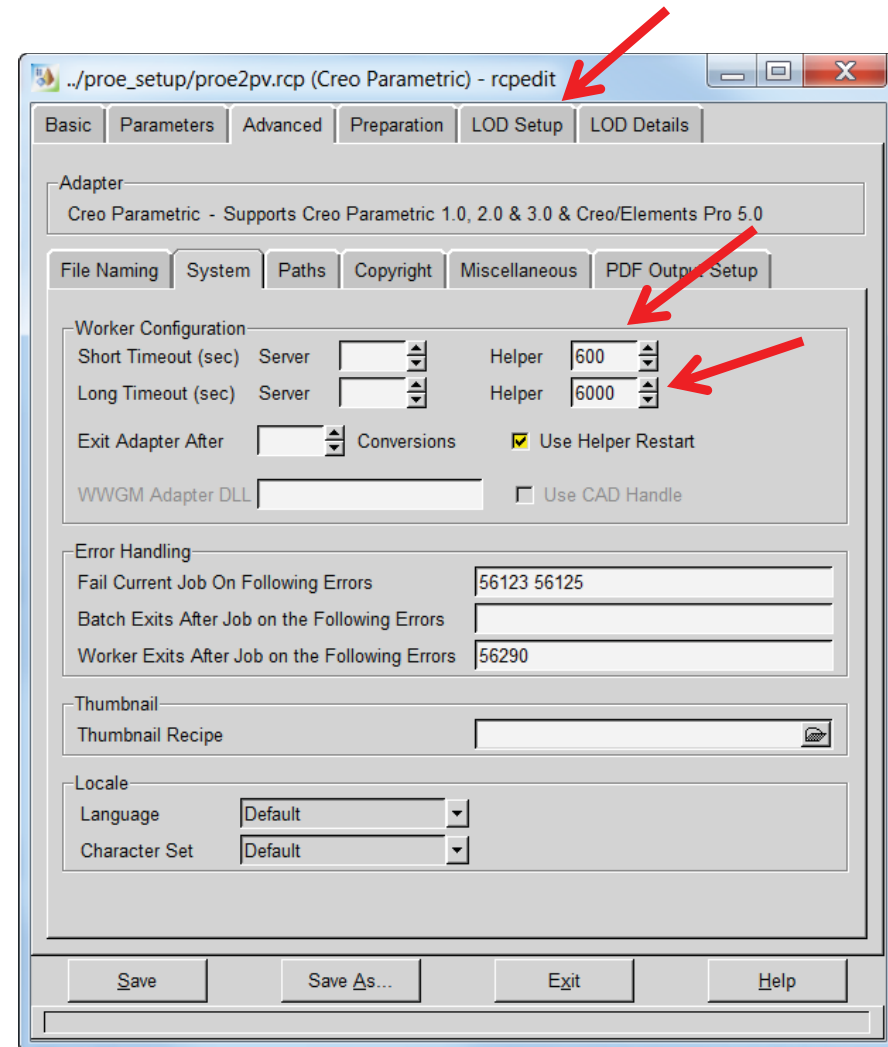 ../proe_setup/proe2pv.rcp (Creo Parametric) - rcpedit
Basic Parameters Advanced Preparation LOD Setup LOD Details
Adapter
Creo Parametric - Supports Creo Parametric 1.0, 2.0 & 3.0 & Creo/Elements Pro 5.0
File Naming System Paths Copyright Miscellaneous PDF Output Setup
Worker Configuration
Short Timeout (sec) Server Helper 600
Long Timeout (sec) Server Helper 6000
Exit Adapter After Conversions Use Helper Restart
WWGM Adapter DLL Use CAD Handle
Error Handling
Fail Current Job On Following Errors 56123 56125
Batch Exits After Job on the Following Errors
Worker Exits After Job on the Following Errors 56290
Thumbnail
Thumbnail Recipe
Locale
Language Default
Character Set Default
Save Save As... Exit Help